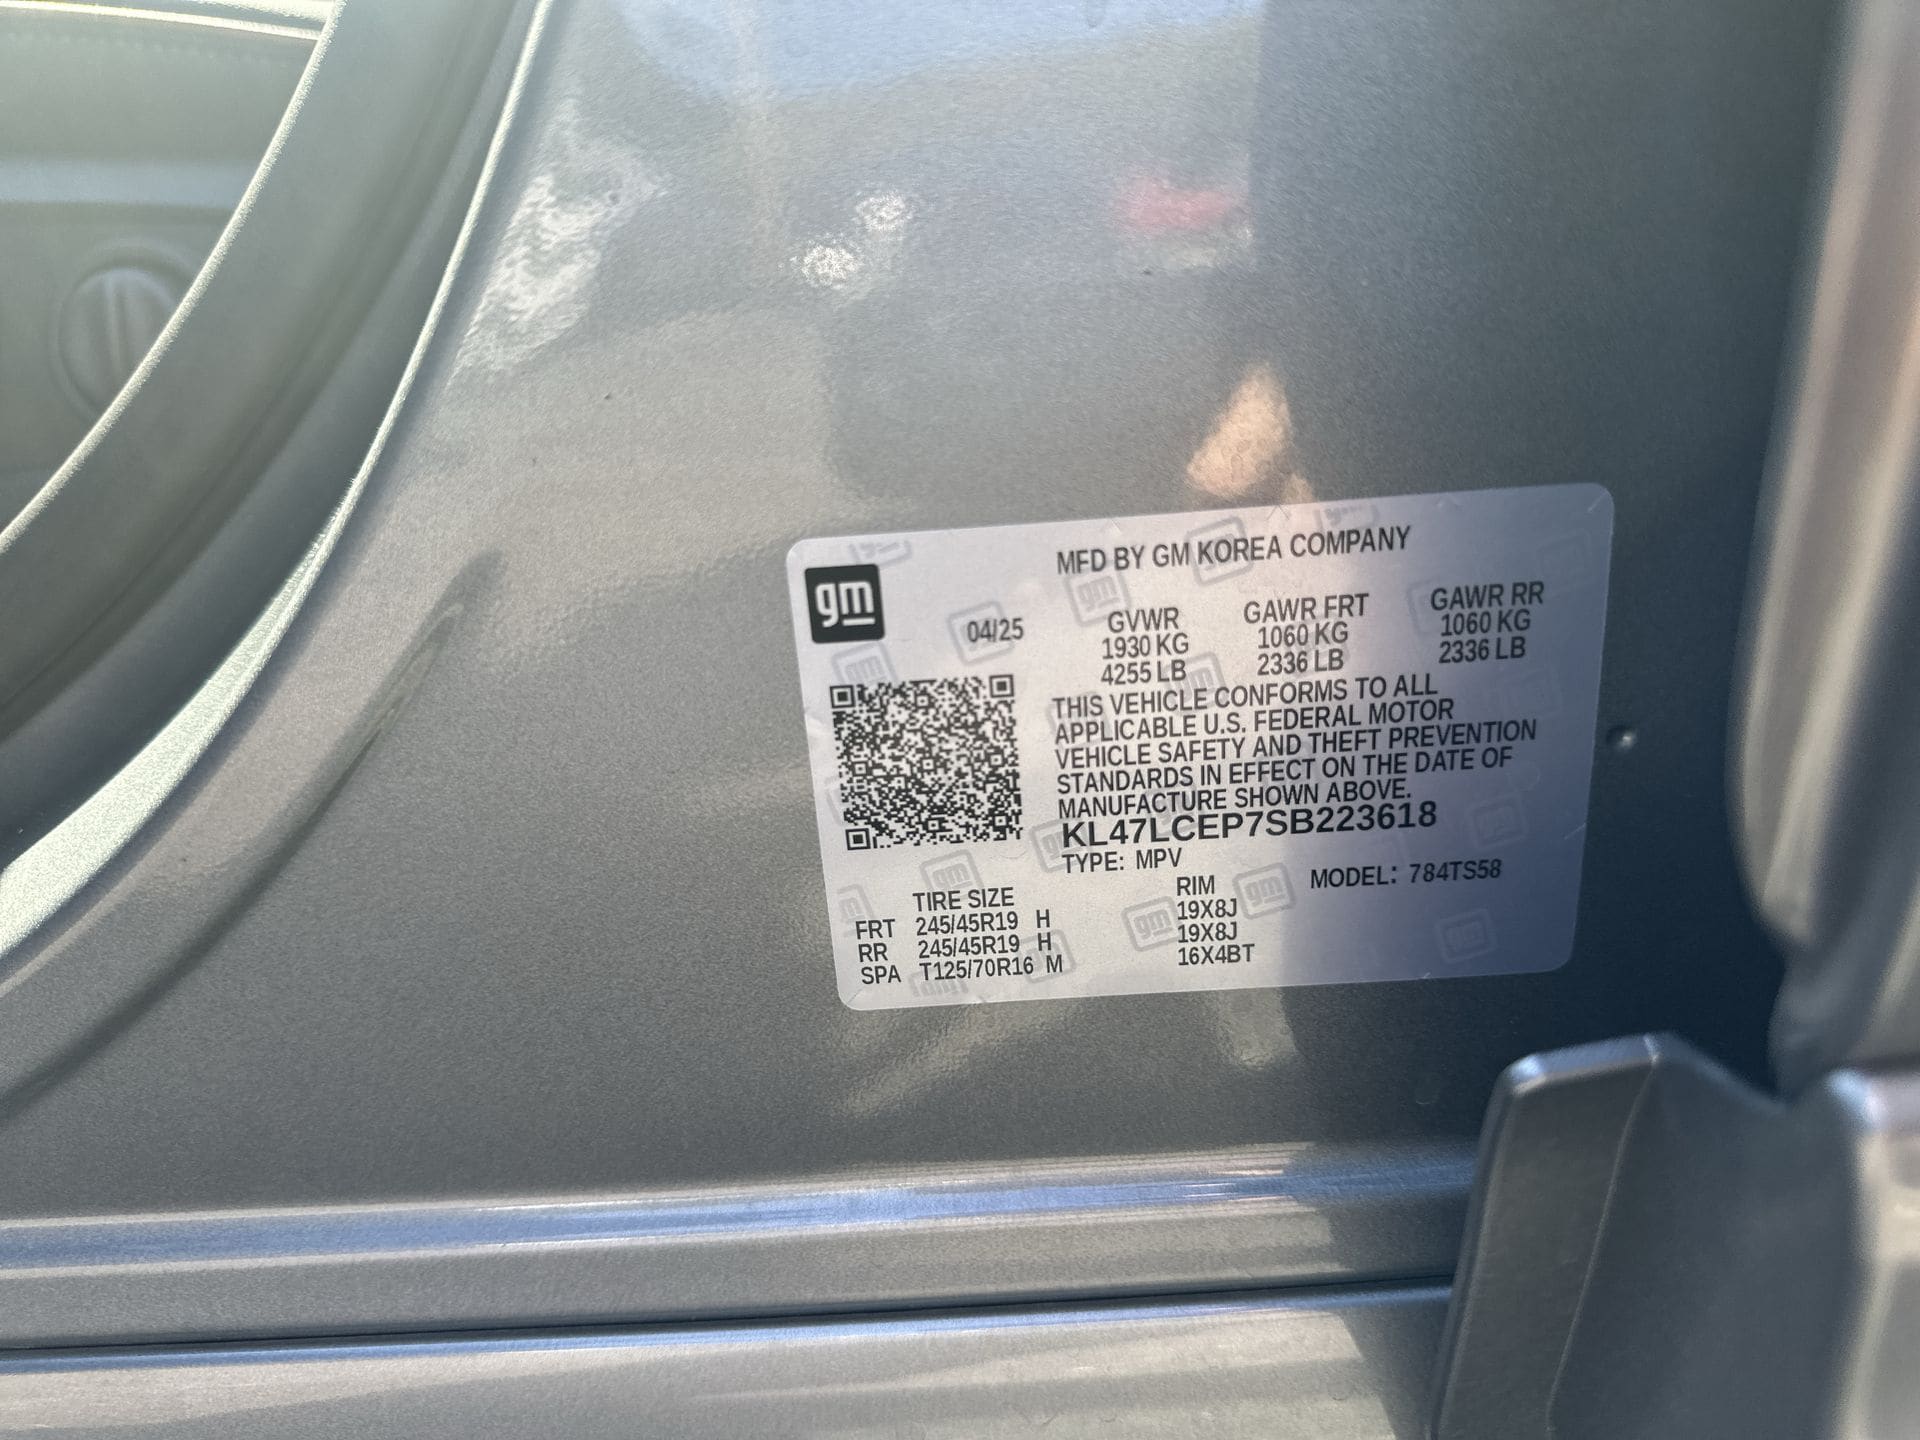 MFD BY GM KOREA COMPANY
gm
04/25
GVWR GAWR FRT GAWR RR
1930 KG 1060 KG 1060 KG
4255 LB 2336 LB 2336 LB
THIS VEHICLE CONFORMS TO ALL
APPLICABLE U.S. FEDERAL MOTOR
VEHICLE SAFETY AND THEFT PREVENTION
STANDARDS IN EFFECT ON THE DATE OF
MANUFACTURE SHOWN ABOVE.
KL47LCEP7SB223618
TYPE: MPV MODEL: 784TS58
TIRE SIZE RIM
FRT 245/45R19 H 19X8J
RR 245/45R19 H 19X8J
SPA T125/70R16 M 16X4BT